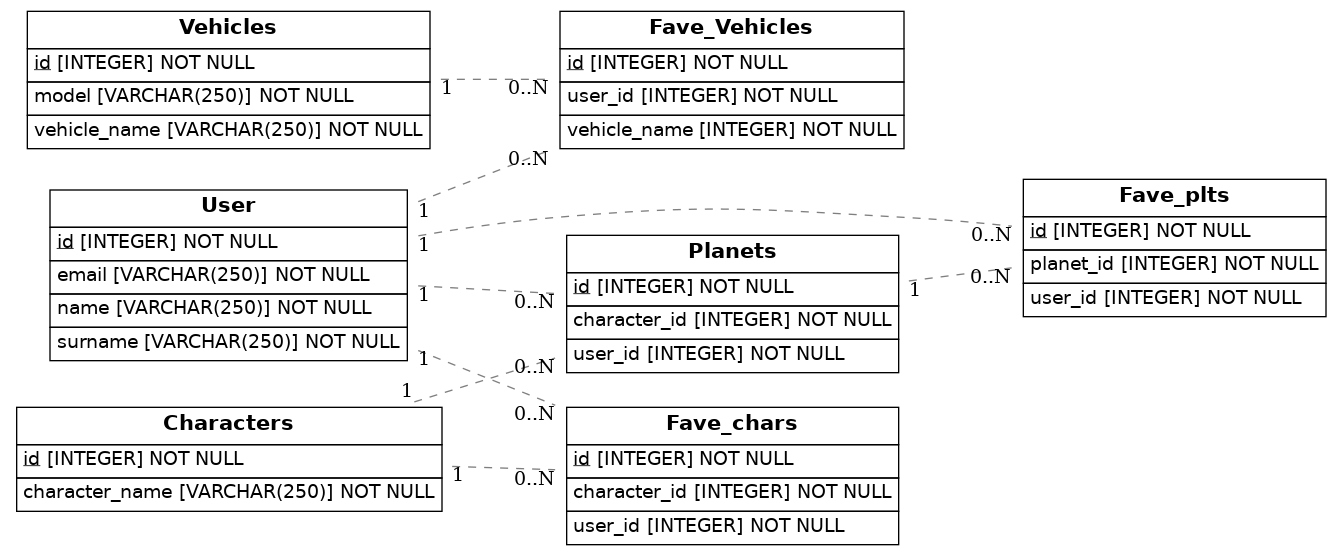 Vehicles
id [INTEGER] NOT NULL
model [VARCHAR(250)] NOT NULL
vehicle_name [VARCHAR(250)] NOT NULL
1
0..N
Fave_Vehicles
id [INTEGER] NOT NULL
user_id [INTEGER] NOT NULL
vehicle_name [INTEGER] NOT NULL
0..N
1
User
id [INTEGER] NOT NULL
email [VARCHAR(250)] NOT NULL
name [VARCHAR(250)] NOT NULL
surname [VARCHAR(250)] NOT NULL
1
0..N
1
0..N
1
0..N
Planets
id [INTEGER] NOT NULL
character_id [INTEGER] NOT NULL
user_id [INTEGER] NOT NULL
1
0..N
Fave_plts
id [INTEGER] NOT NULL
planet_id [INTEGER] NOT NULL
user_id [INTEGER] NOT NULL
1
0..N
Characters
id [INTEGER] NOT NULL
character_name [VARCHAR(250)] NOT NULL
1
0..N
Fave_chars
id [INTEGER] NOT NULL
character_id [INTEGER] NOT NULL
user_id [INTEGER] NOT NULL